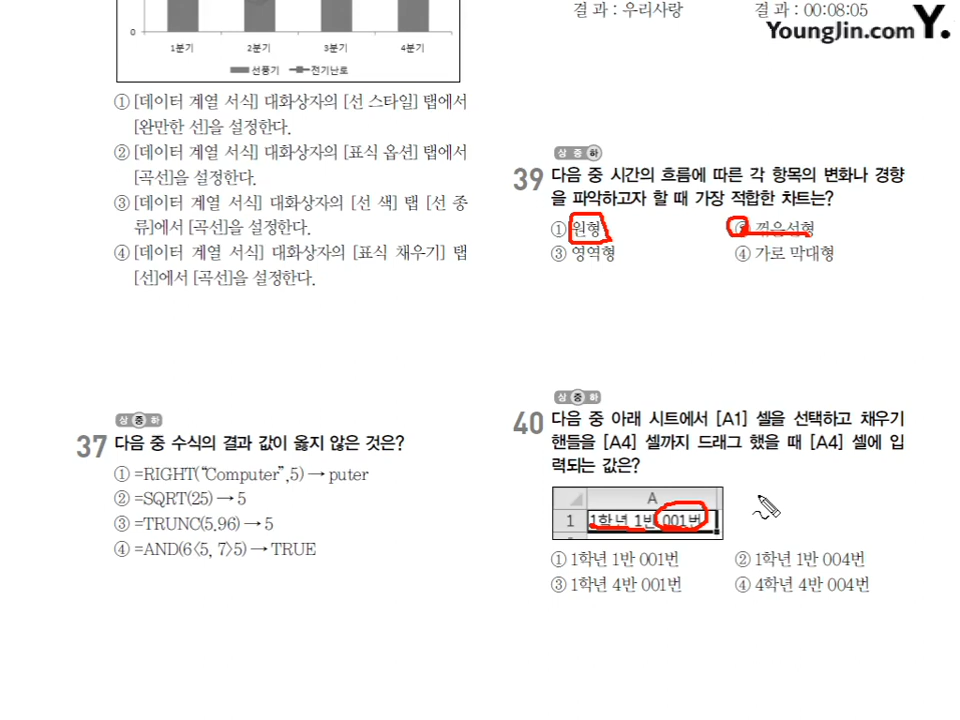 0
1분기 2분기 3분기 4분기
선풍기 전기난로
① [데이터 계열 서식] 대화상자의 [선 스타일] 탭에서
[완만한 선]을 설정한다.
② [데이터 계열 서식] 대화상자의 [표식 옵션] 탭에서
[곡선]을 설정한다.
③ [데이터 계열 서식] 대화상자의 [선 색] 탭 [선 종
류]에서 [곡선]을 설정한다.
④ [데이터 계열 서식] 대화상자의 [표식 채우기] 탭
[선]에서 [곡선]을 설정한다.
상 중 하
37 다음 중 수식의 결과 값이 옳지 않은 것은?
① =RIGHT("Computer",5) → puter
② =SQRT(25) → 5
③ =TRUNC(5.96) → 5
④ =AND(6<5, 7>5) → TRUE
결 과 : 우리사랑 결 과 : 00:08:05
YoungJin.com Y.
상 중 하
39 다음 중 시간의 흐름에 따른 각 항목의 변화나 경향
을 파악하고자 할 때 가장 적합한 차트는?
① 원형 ② 꺾은선형
③ 영역형 ④ 가로 막대형
상 중 하
40 다음 중 아래 시트에서 [A1] 셀을 선택하고 채우기
핸들을 [A4] 셀까지 드래그 했을 때 [A4] 셀에 입
력되는 값은?
A
1 1학년 1반 001번
① 1학년 1반 001번 ② 1학년 1반 004번
③ 1학년 4반 001번 ④ 4학년 4반 004번